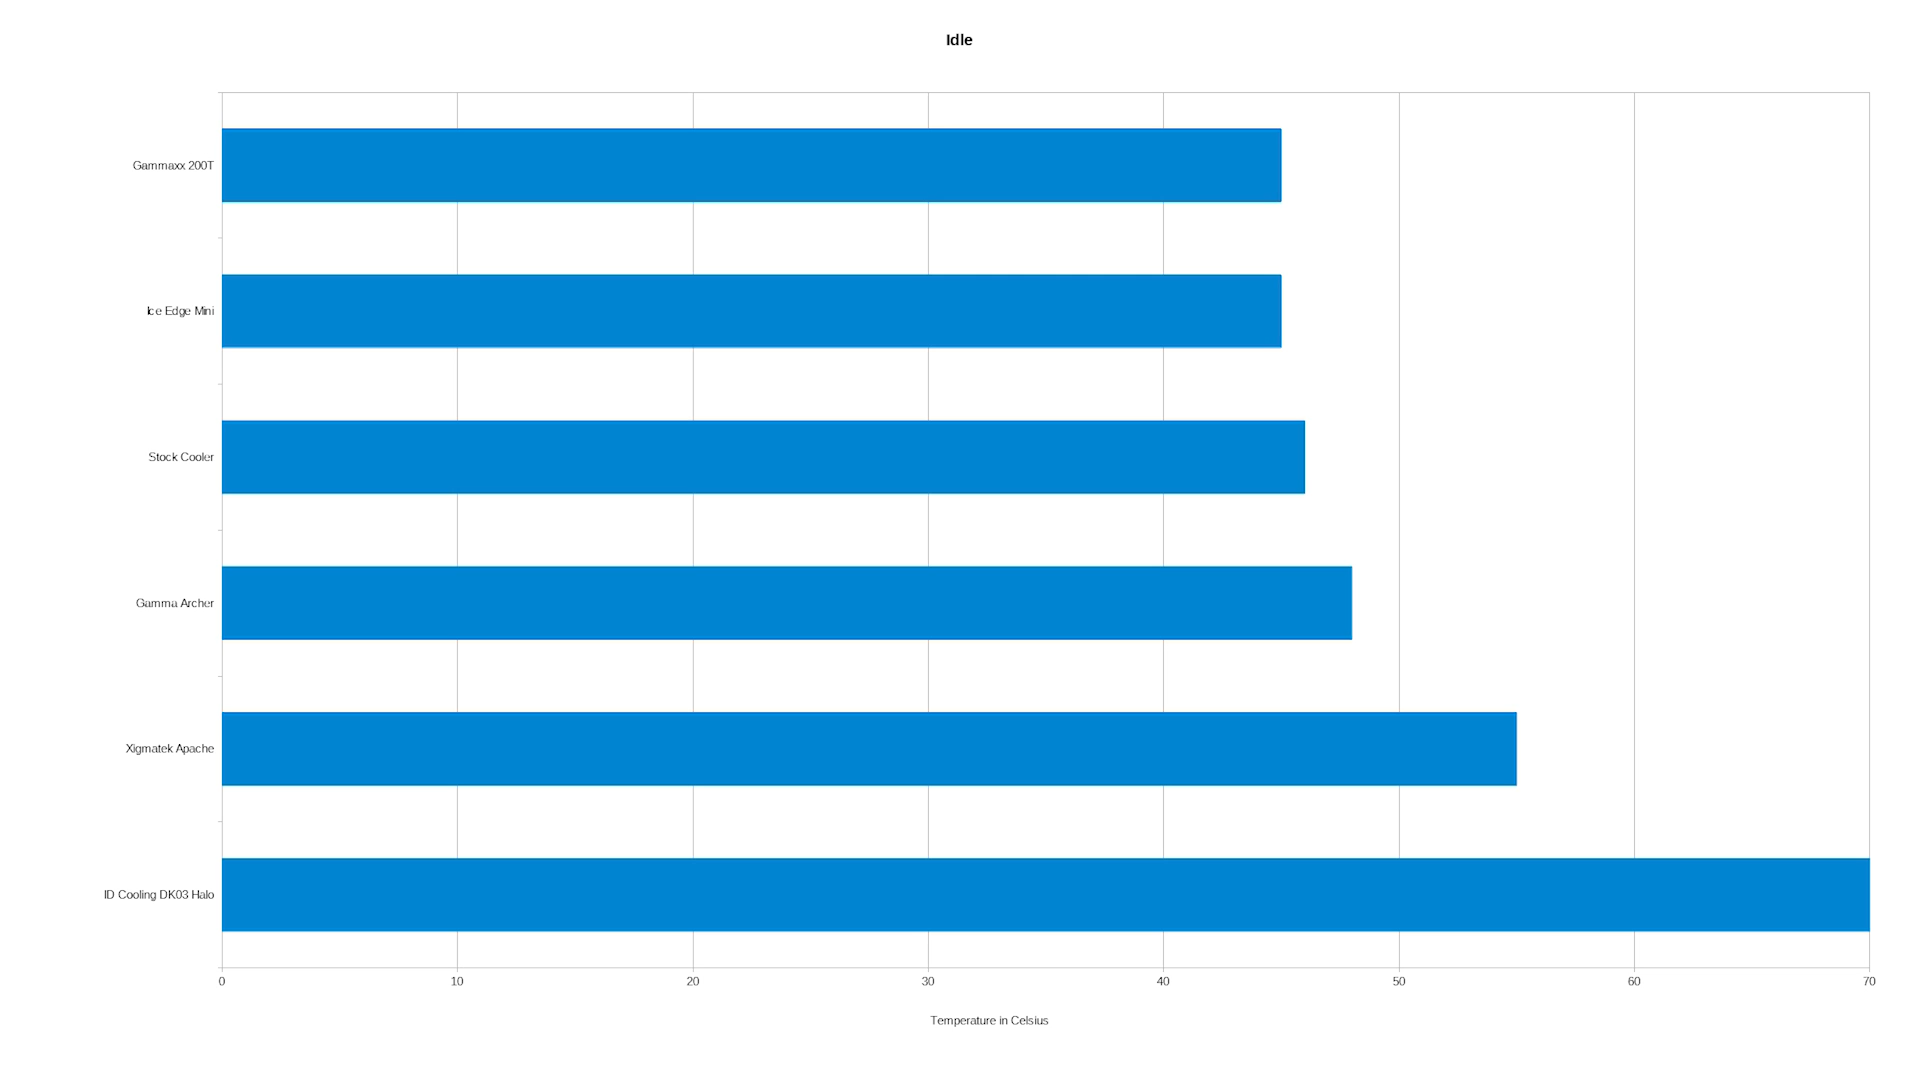 Idle
Gammaxx 200T
Ice Edge Mini
Stock Cooler
Gamma Archer
Xigmatek Apache
ID Cooling DK03 Halo
0 10 20 30 40 50 60 70
Temperature in Celsius